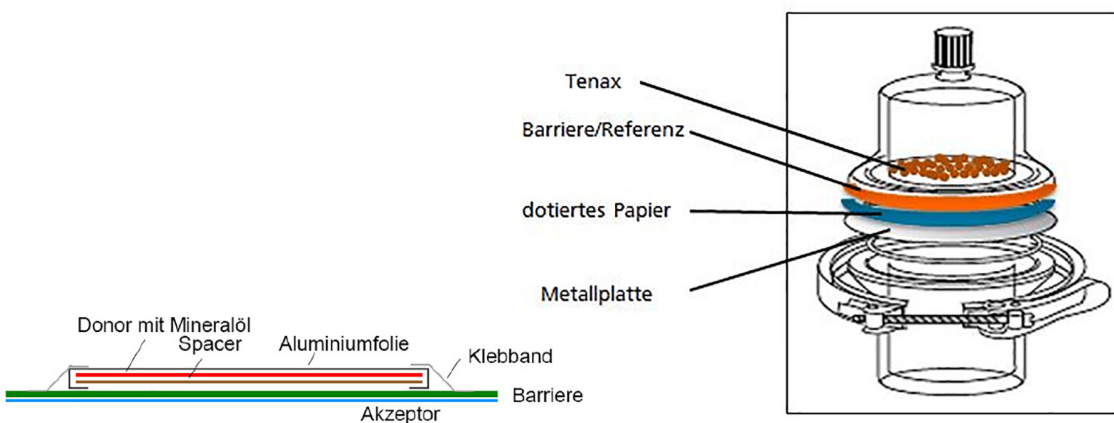 Tenax
Barriere/Referenz
dotiertes Papier
Metallplatte
Donor mit Mineralöl
Spacer
Aluminiumfolie
Klebband
Barriere
Akzeptor